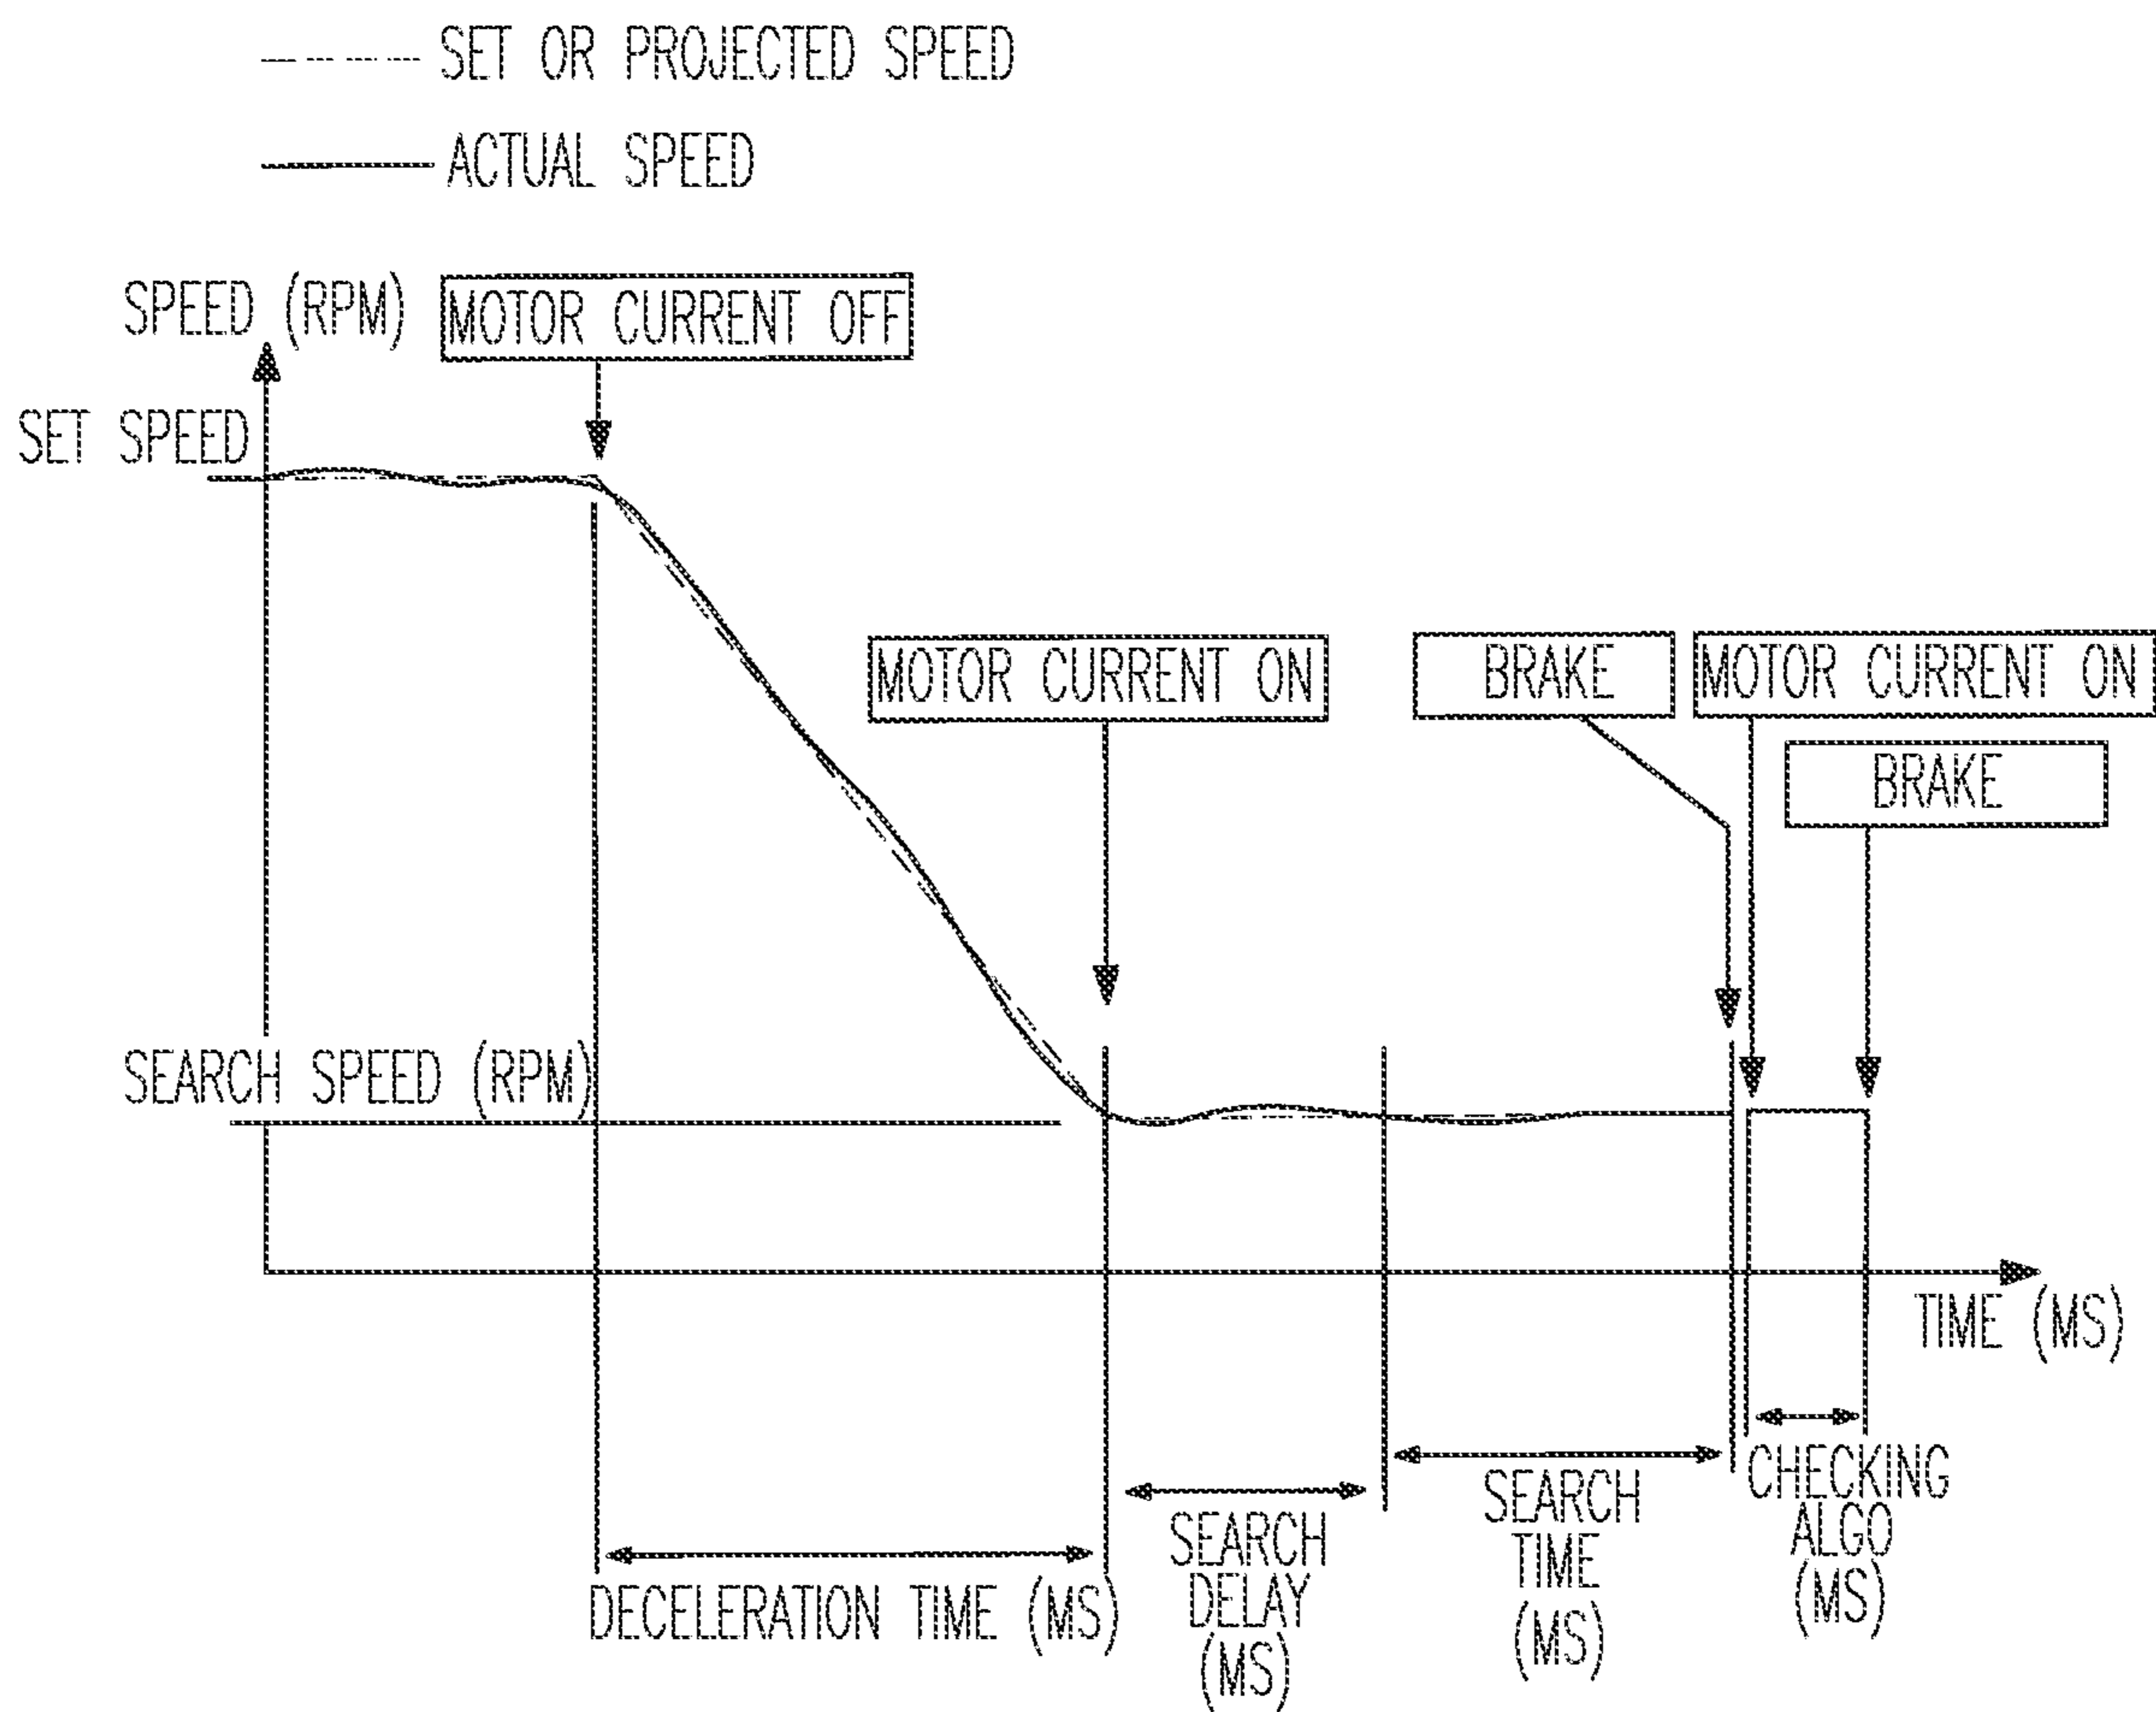 SET OR PROJECTED SPEED
ACTUAL SPEED
SPEED (RPM)
MOTOR CURRENT OFF
SET SPEED
MOTOR CURRENT ON
BRAKE
MOTOR CURRENT ON
BRAKE
SEARCH SPEED (RPM)
TIME (MS)
DECELERATION TIME (MS)
SEARCH
DELAY
(MS)
SEARCH
TIME
(MS)
CHECKING
ALGO
(MS)